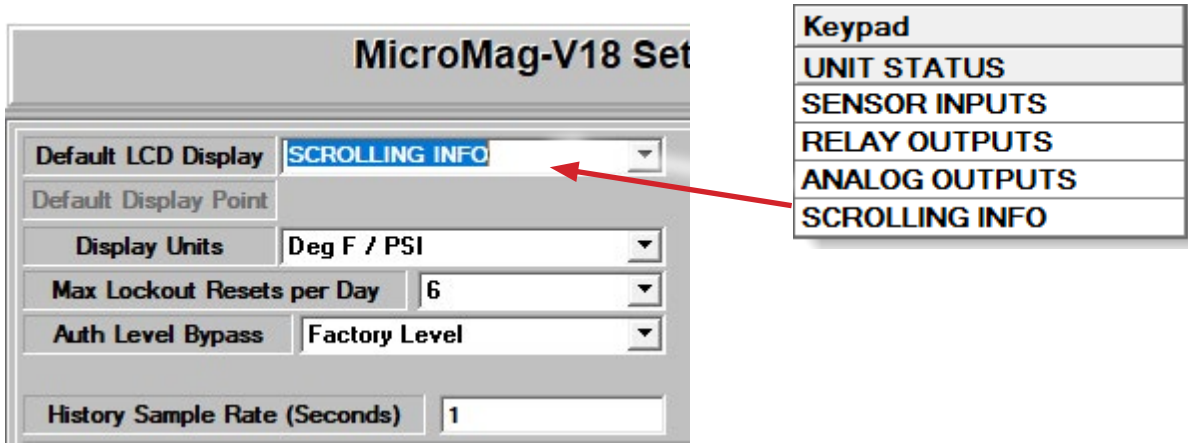 MicroMag-V18 Set
Default LCD Display SCROLLING INFO
Default Display Point
Display Units Deg F / PSI
Max Lockout Resets per Day 6
Auth Level Bypass Factory Level
History Sample Rate (Seconds) 1
Keypad
UNIT STATUS
SENSOR INPUTS
RELAY OUTPUTS
ANALOG OUTPUTS
SCROLLING INFO